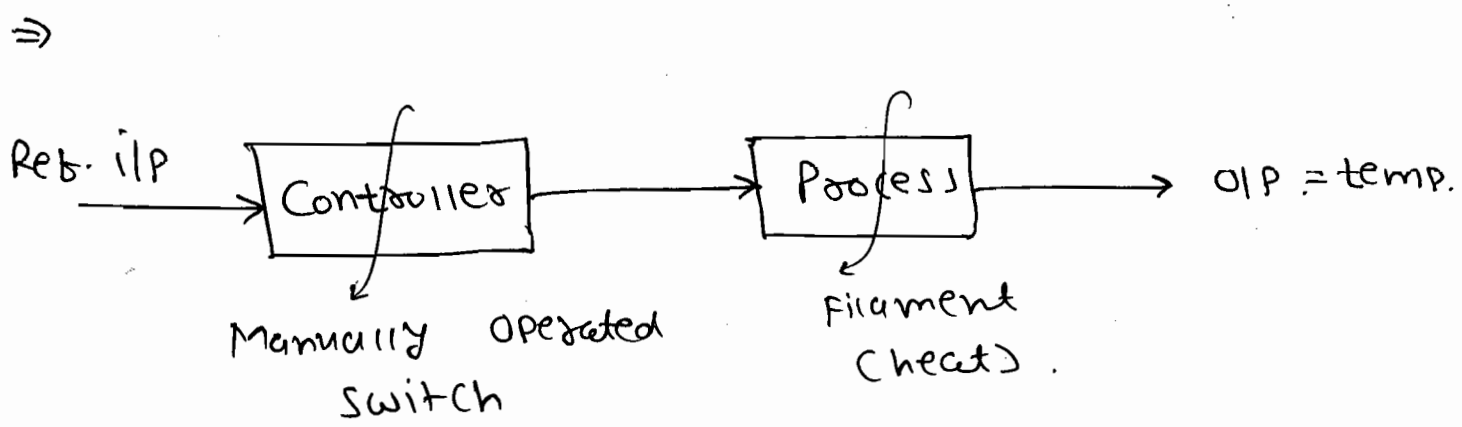 ⇒
Ref. i/p
Controller
Process
o/p = temp.
Manually operated
switch
Filament
(heat).